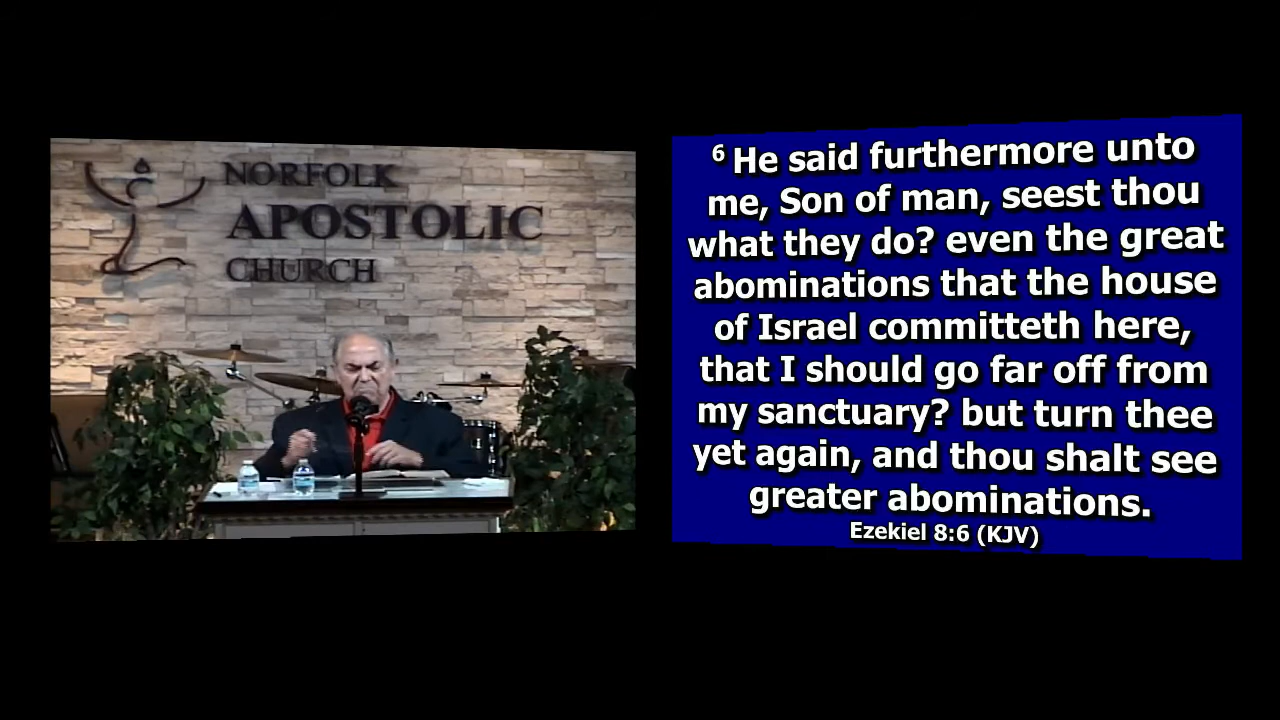 NORFOLK
APOSTOLIC
CHURCH
6 He said furthermore unto
me, Son of man, seest thou
what they do? even the great
abominations that the house
of Israel committeth here,
that I should go far off from
my sanctuary? but turn thee
yet again, and thou shalt see
greater abominations.
Ezekiel 8:6 (KJV)